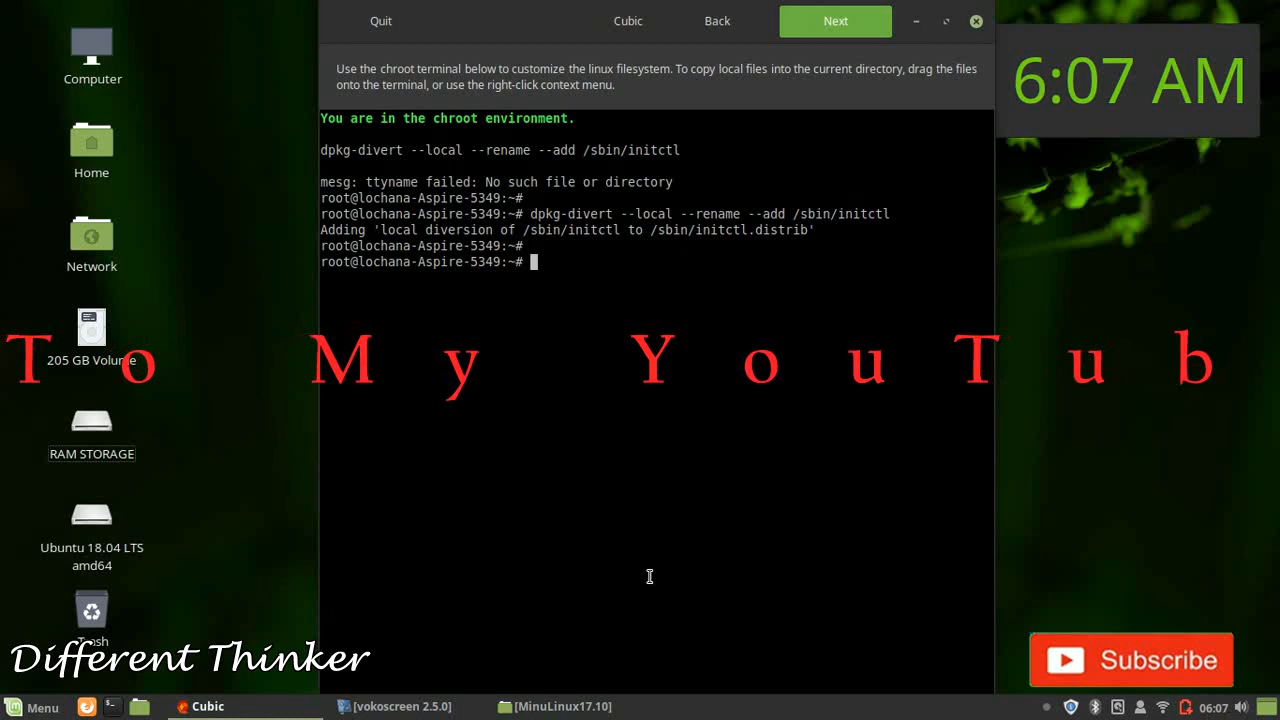 Quit
Cubic
Back
Next
Use the chroot terminal below to customize the linux filesystem. To copy local files into the current directory, drag the files
onto the terminal, or use the right-click context menu.
You are in the chroot environment.
dpkg-divert --local --rename --add /sbin/initctl
mesg: ttyname failed: No such file or directory
root@lochana-Aspire-5349:~#
root@lochana-Aspire-5349:~# dpkg-divert --local --rename --add /sbin/initctl
Adding 'local diversion of /sbin/initctl to /sbin/initctl.distrib'
root@lochana-Aspire-5349:~#
root@lochana-Aspire-5349:~#
6:07 AM
Computer
Home
Network
205 GB Volume
To My YouTub
RAM STORAGE
Ubuntu 18.04 LTS
amd64
Trash
Different Thinker
Subscribe
Menu
Cubic
[vokoscreen 2.5.0]
[MinuLinux17.10]
06:07